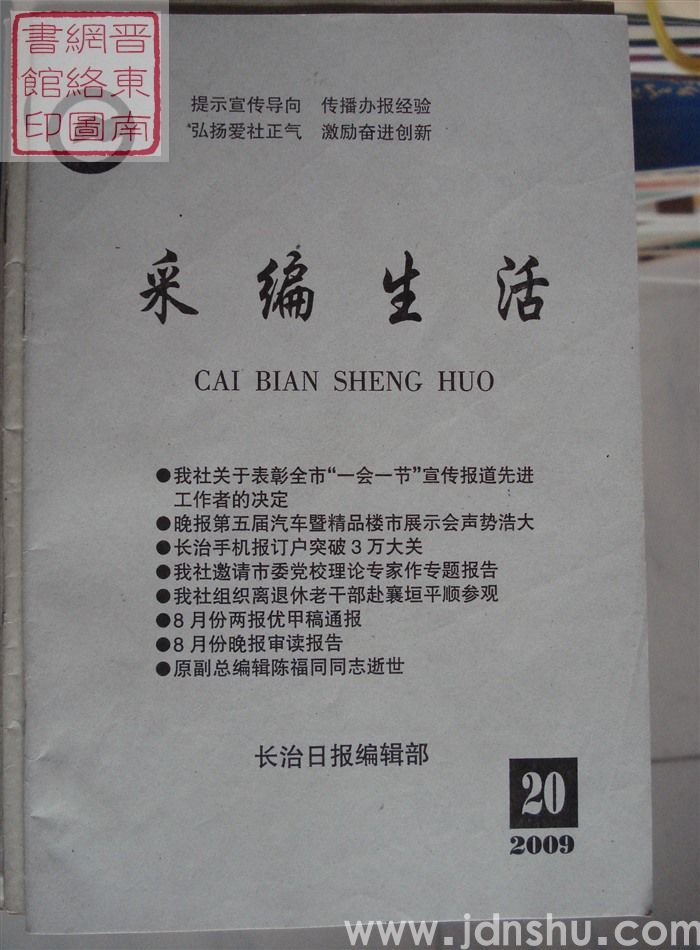 晋东南
網絡圖
書館印
提示宣传导向 传播办报经验
弘扬爱社正气 激励奋进创新
采编生活
CAI BIAN SHENG HUO
●我社关于表彰全市“一会一节”宣传报道先进
工作者的决定
●晚报第五届汽车暨精品楼市展示会声势浩大
●长治手机报订户突破3万大关
●我社邀请市委党校理论专家作专题报告
●我社组织离退休老干部赴襄垣平顺参观
●8月份两报优甲稿通报
●8月份晚报审读报告
●原副总编辑陈福同同志逝世
长治日报编辑部
20
2009
www.jdnshu.com